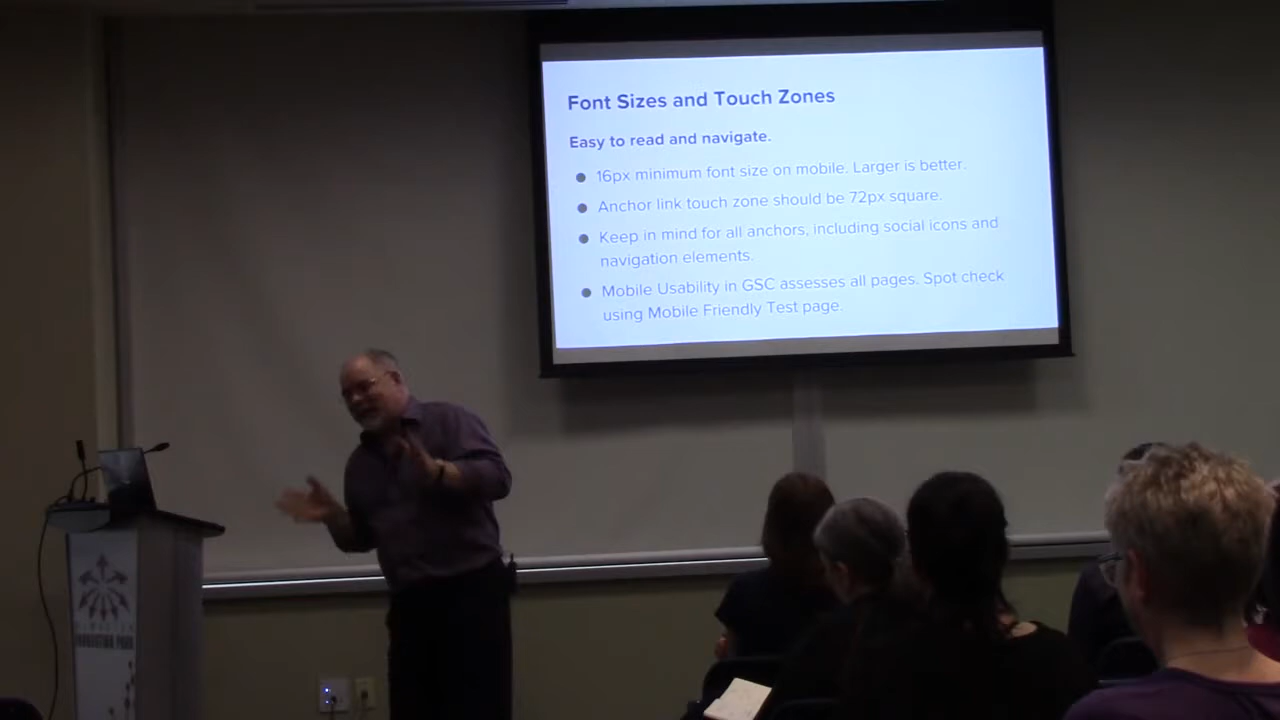 Font Sizes and Touch Zones
Easy to read and navigate.
16px minimum font size on mobile. Larger is better.
Anchor link touch zone should be 72px square.
Keep in mind for all anchors, including social icons and
navigation elements.
Mobile Usability in GSC assesses all pages. Spot check
using Mobile Friendly Test page.